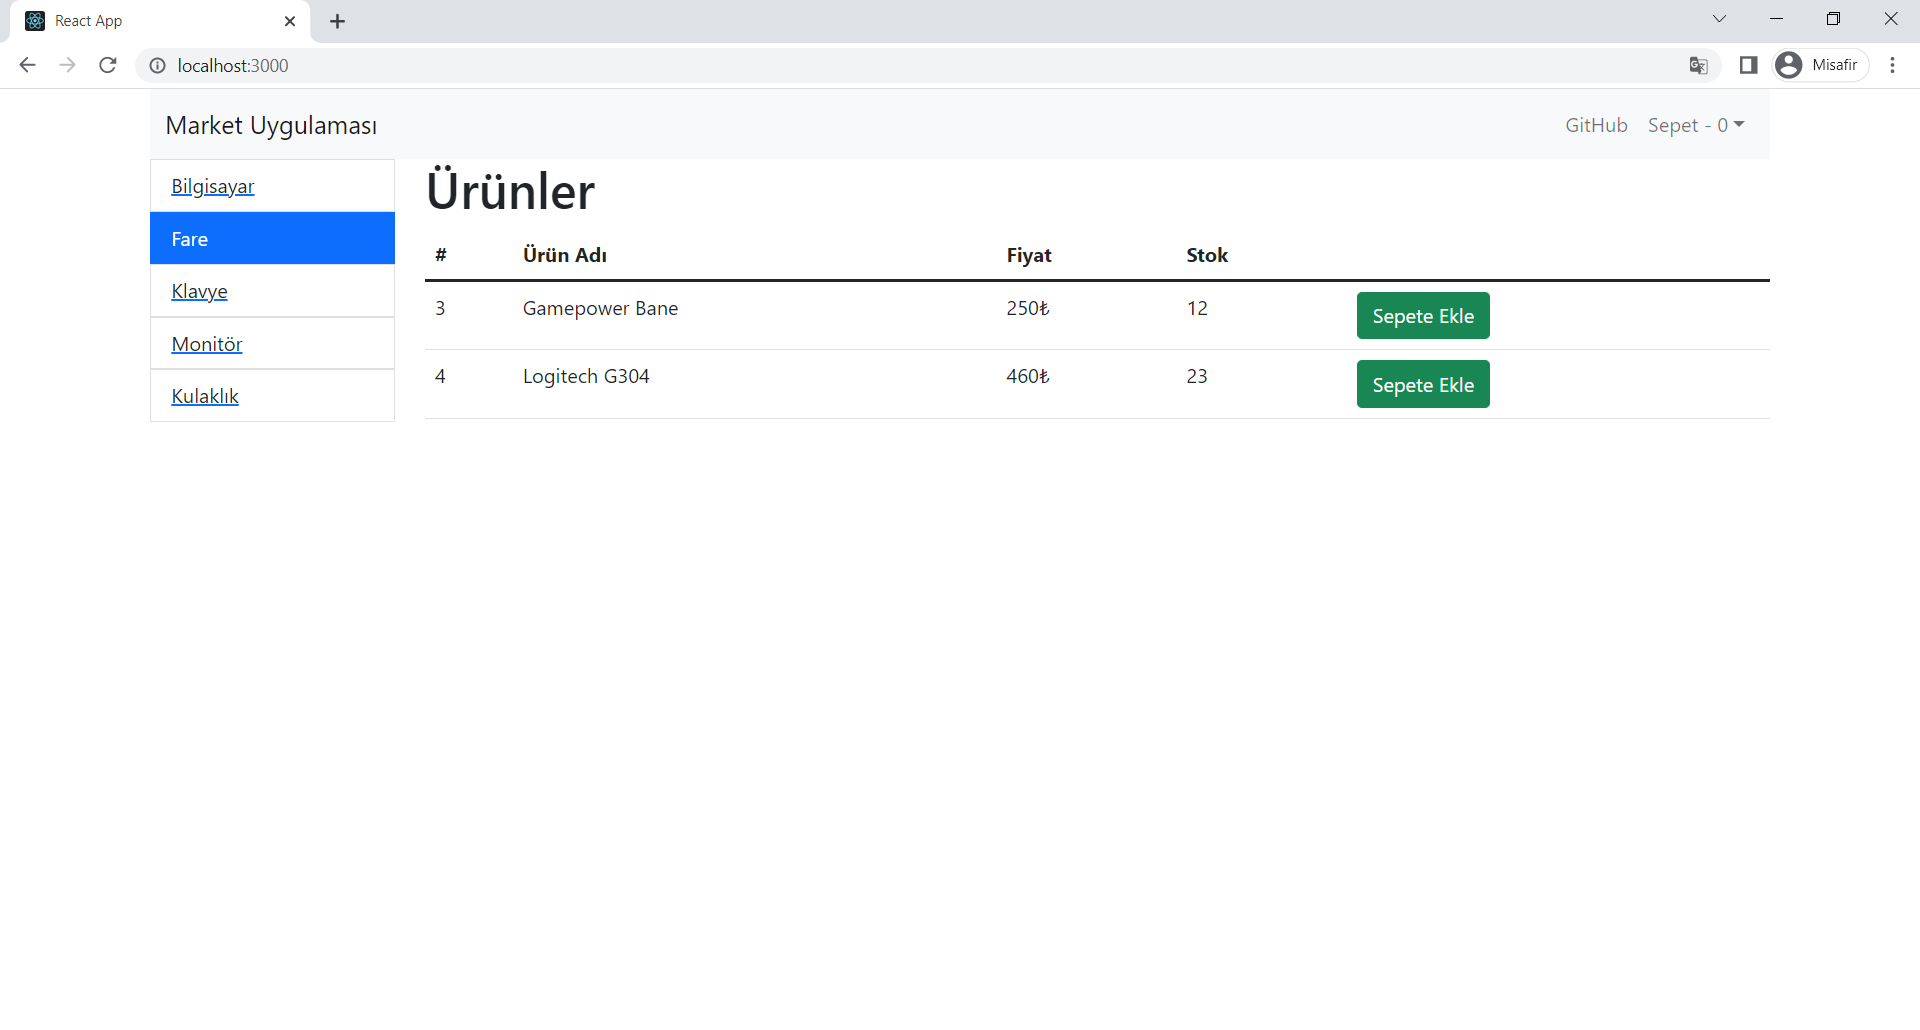 React App
localhost:3000
Misafir
Market Uygulaması
GitHub Sepet - 0
Bilgisayar
Fare
Klavye
Monitör
Kulaklık
Ürünler
# Ürün Adı Fiyat Stok
3 Gamepower Bane 250₺ 12 Sepete Ekle
4 Logitech G304 460₺ 23 Sepete Ekle